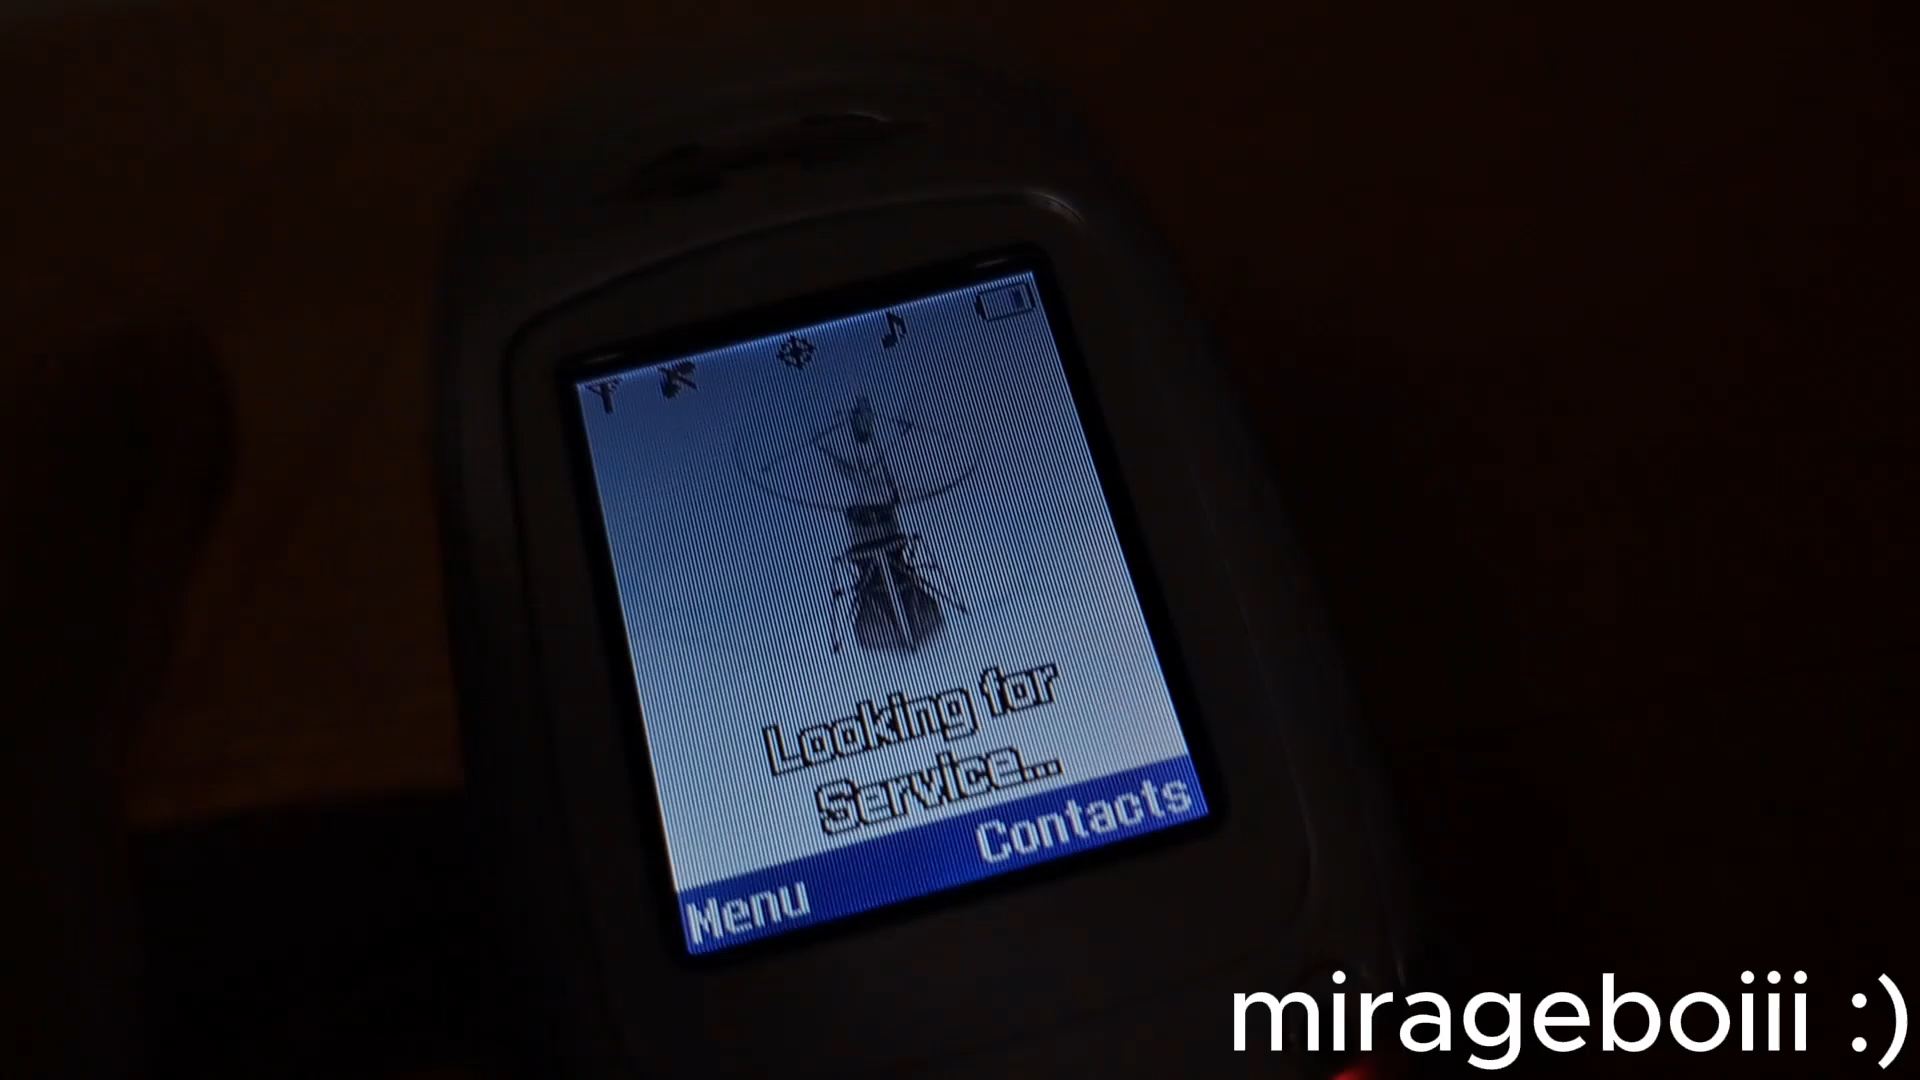 Looking for
Service...
Menu
Contacts
mirageboiii :)